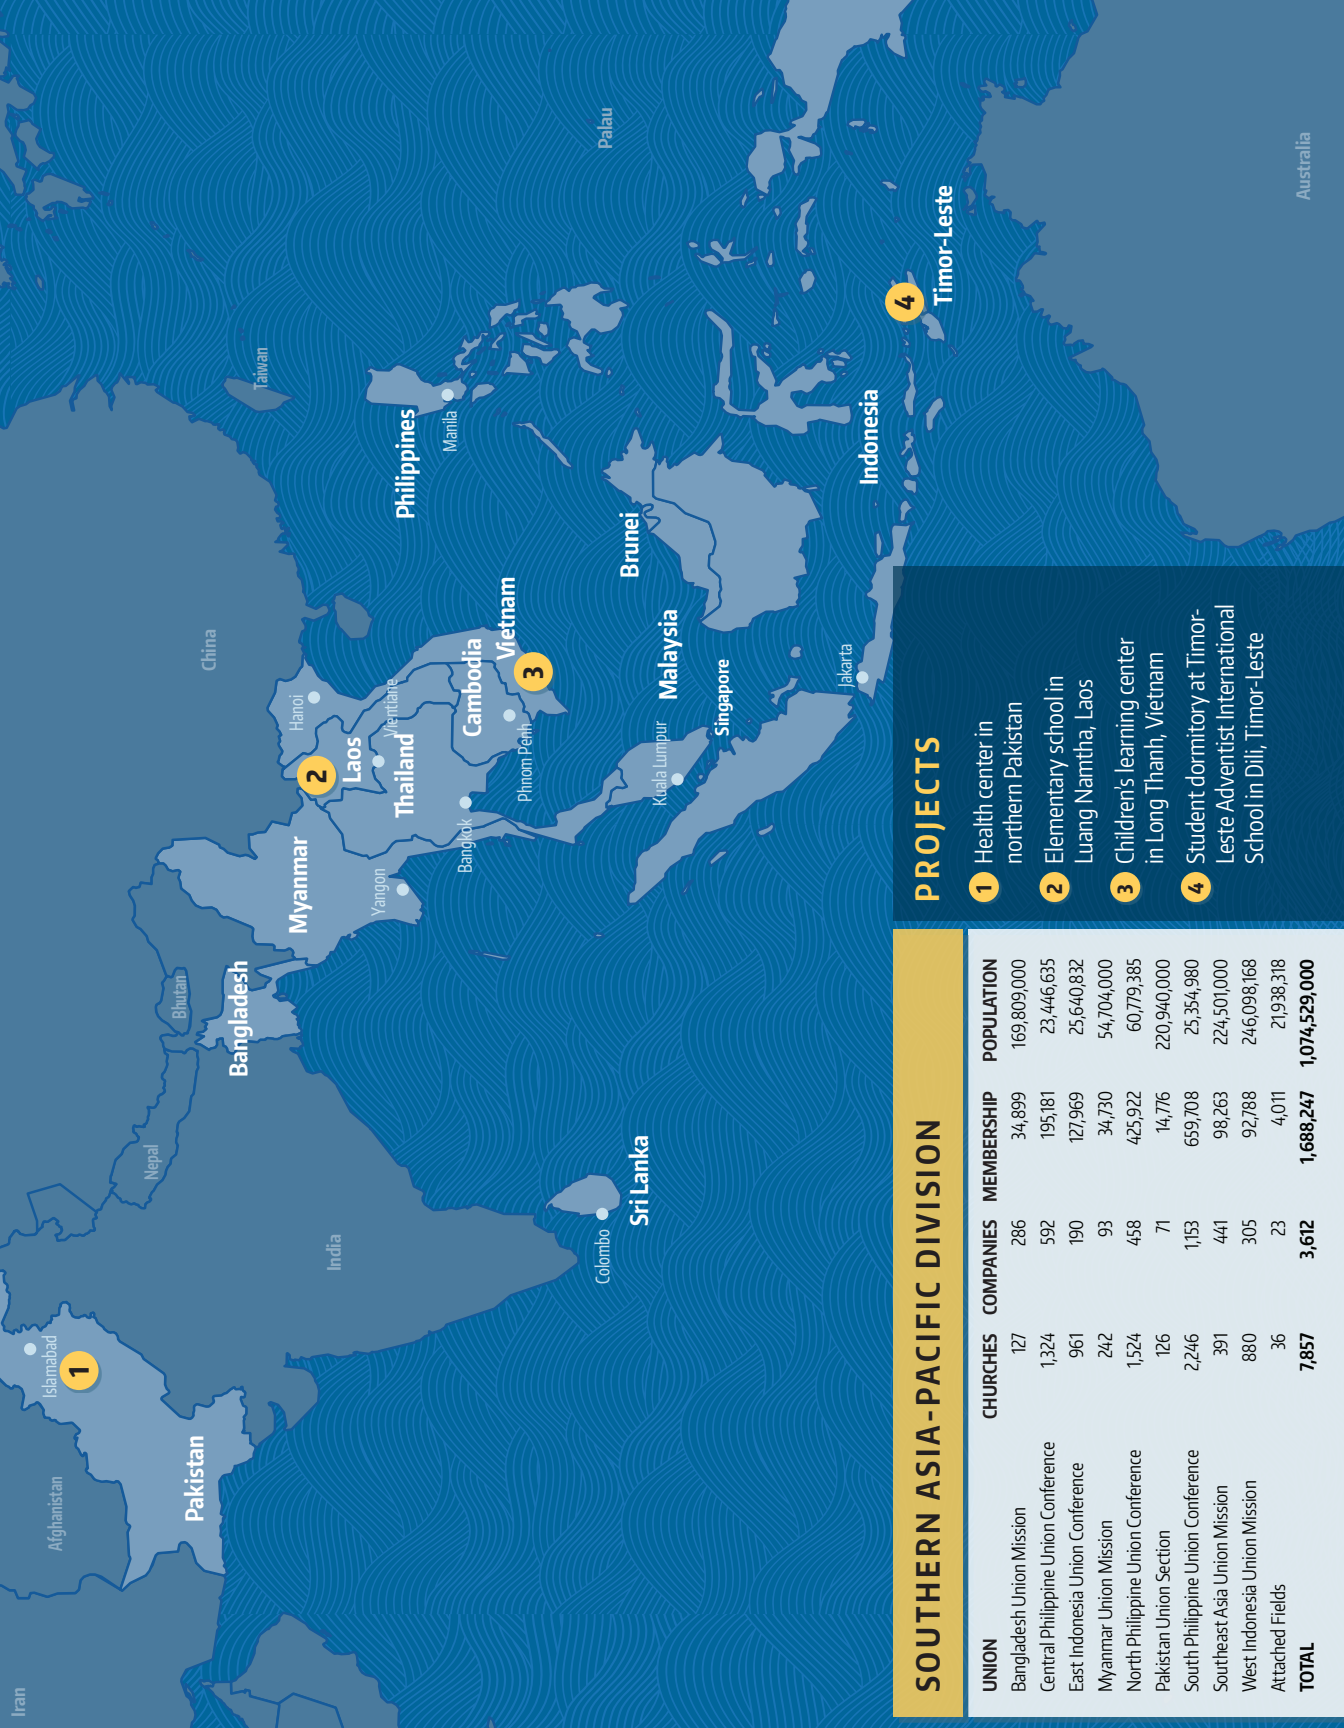 Iran
Afghanistan
Pakistan
Islamabad
1
India
Nepal
Bhutan
Bangladesh
Sri Lanka
Colombo
China
Myanmar
Yangon
2
Laos
Hanoi
Vientiane
Thailand
Bangkok
Cambodia
Phnom Penh
Vietnam
3
Taiwan
Philippines
Manila
Palau
Brunei
Malaysia
Kuala Lumpur
Singapore
Jakarta
Indonesia
4
Timor-Leste
Australia
SOUTHERN ASIA-PACIFIC DIVISION
UNION CHURCHES COMPANIES MEMBERSHIP POPULATION
Bangladesh Union Mission 127 286 34,899 169,809,000
Central Philippine Union Conference 1,324 592 195,181 23,446,635
East Indonesia Union Conference 961 190 127,969 25,640,832
Myanmar Union Mission 242 93 34,730 54,704,000
North Philippine Union Conference 1,524 458 425,922 60,779,385
Pakistan Union Section 126 71 14,776 220,940,000
South Philippine Union Conference 2,246 1,153 659,708 25,354,980
Southeast Asia Union Mission 391 441 98,263 224,501,000
West Indonesia Union Mission 880 305 92,788 246,098,168
Attached Fields 36 23 4,011 21,938,318
TOTAL 7,857 3,612 1,688,247 1,074,529,000
PROJECTS
1 Health center in
northern Pakistan
2 Elementary school in
Luang Namtha, Laos
3 Children's learning center
in Long Thanh, Vietnam
4 Student dormitory at Timor-
Leste Adventist International
School in Dili, Timor-Leste